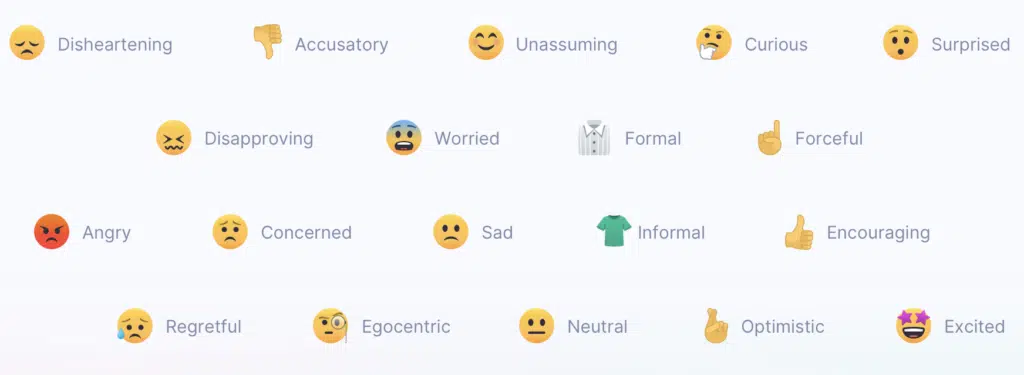 Disheartening Accusatory Unassuming Curious Surprised
Disapproving Worried Formal Forceful
Angry Concerned Sad Informal Encouraging
Regretful Egocentric Neutral Optimistic Excited